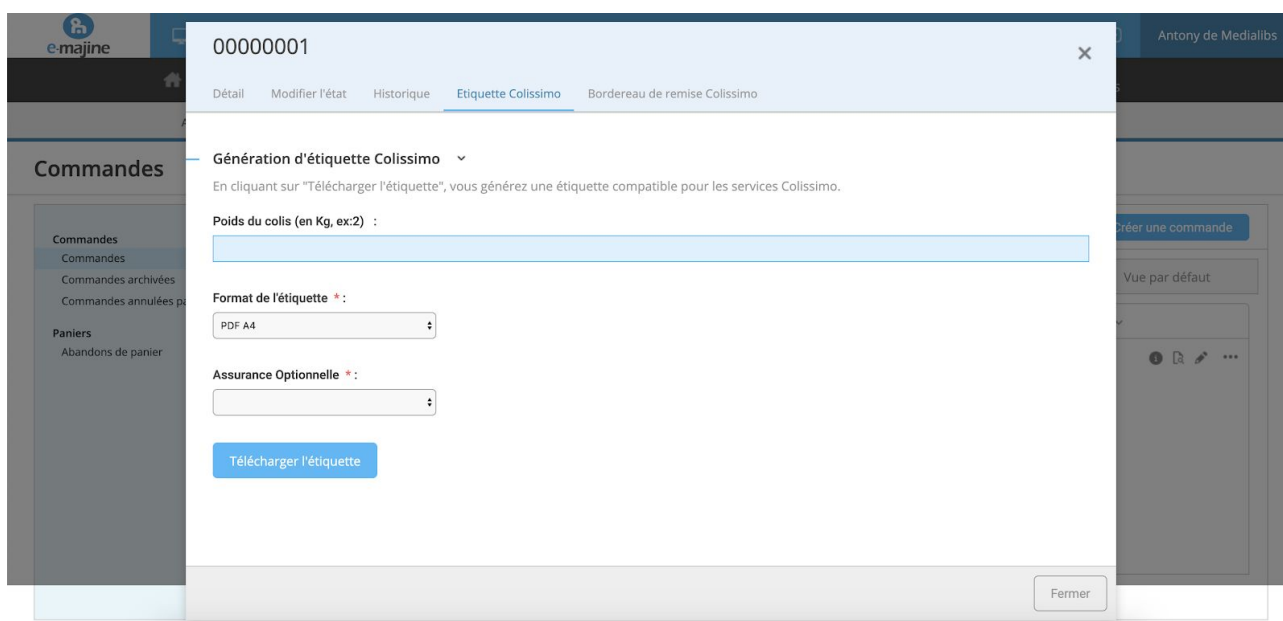 e-majine
Antony de Medialibs
00000001
Détail Modifier l'état Historique Etiquette Colissimo Bordereau de remise Colissimo
Commandes
Génération d'étiquette Colissimo
En cliquant sur "Télécharger l'étiquette", vous générez une étiquette compatible pour les services Colissimo.
Poids du colis (en Kg, ex:2) :
Format de l'étiquette * :
PDF A4
Assurance Optionnelle * :
Télécharger l'étiquette
Fermer
Commandes
Commandes
Commandes archivées
Commandes annulées pa
Paniers
Abandons de panier
Créer une commande
Vue par défaut